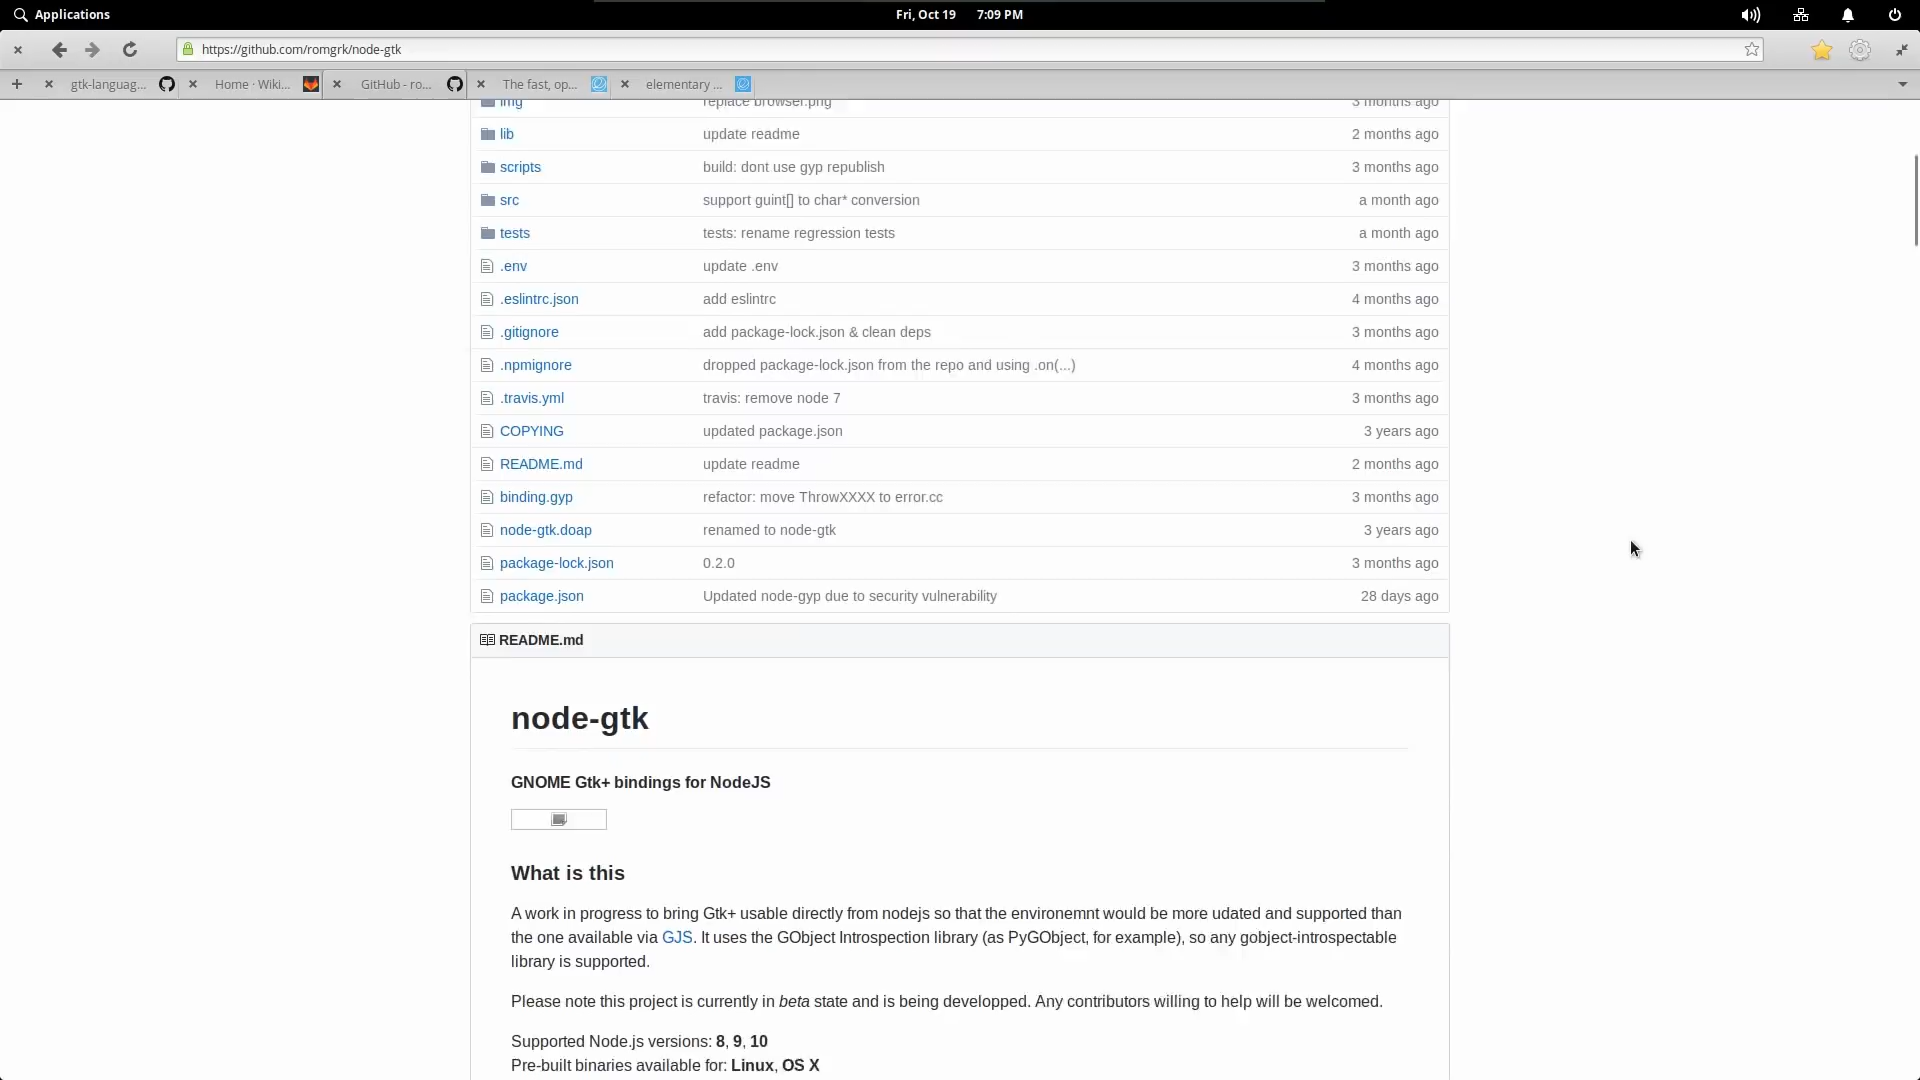 Applications
Fri, Oct 19 7:09 PM
https://github.com/romgrk/node-gtk
gtk-languag...
Home · Wiki...
GitHub - ro...
The fast, op...
elementary ...
img replace browser.png 3 months ago
lib update readme 2 months ago
scripts build: dont use gyp republish 3 months ago
src support guint[] to char* conversion a month ago
tests tests: rename regression tests a month ago
.env update .env 3 months ago
.eslintrc.json add eslintrc 4 months ago
.gitignore add package-lock.json & clean deps 3 months ago
.npmignore dropped package-lock.json from the repo and using .on(...) 4 months ago
.travis.yml travis: remove node 7 3 months ago
COPYING updated package.json 3 years ago
README.md update readme 2 months ago
binding.gyp refactor: move ThrowXXXX to error.cc 3 months ago
node-gtk.doap renamed to node-gtk 3 years ago
package-lock.json 0.2.0 3 months ago
package.json Updated node-gyp due to security vulnerability 28 days ago
README.md
node-gtk
GNOME Gtk+ bindings for NodeJS
What is this
A work in progress to bring Gtk+ usable directly from nodejs so that the environemnt would be more udated and supported than
the one available via GJS. It uses the GObject Introspection library (as PyGObject, for example), so any gobject-introspectable
library is supported.
Please note this project is currently in beta state and is being developped. Any contributors willing to help will be welcomed.
Supported Node.js versions: 8, 9, 10
Pre-built binaries available for: Linux, OS X